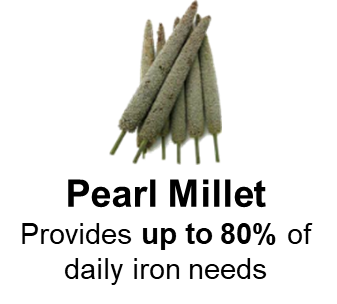 Pearl Millet
Provides up to 80% of
daily iron needs